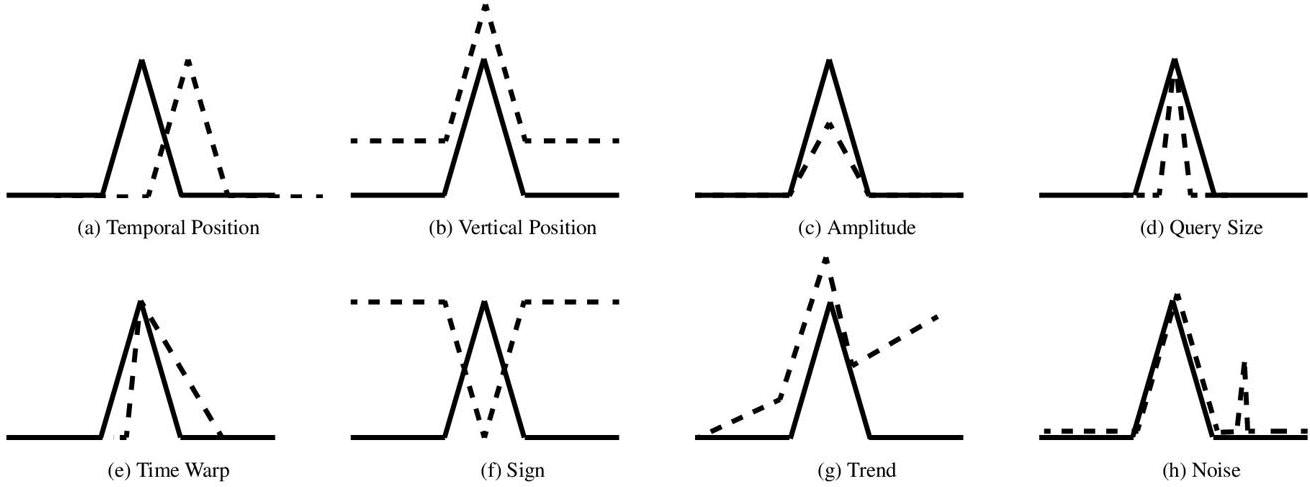 (a) Temporal Position
(b) Vertical Position
(c) Amplitude
(d) Query Size
(e) Time Warp
(f) Sign
(g) Trend
(h) Noise